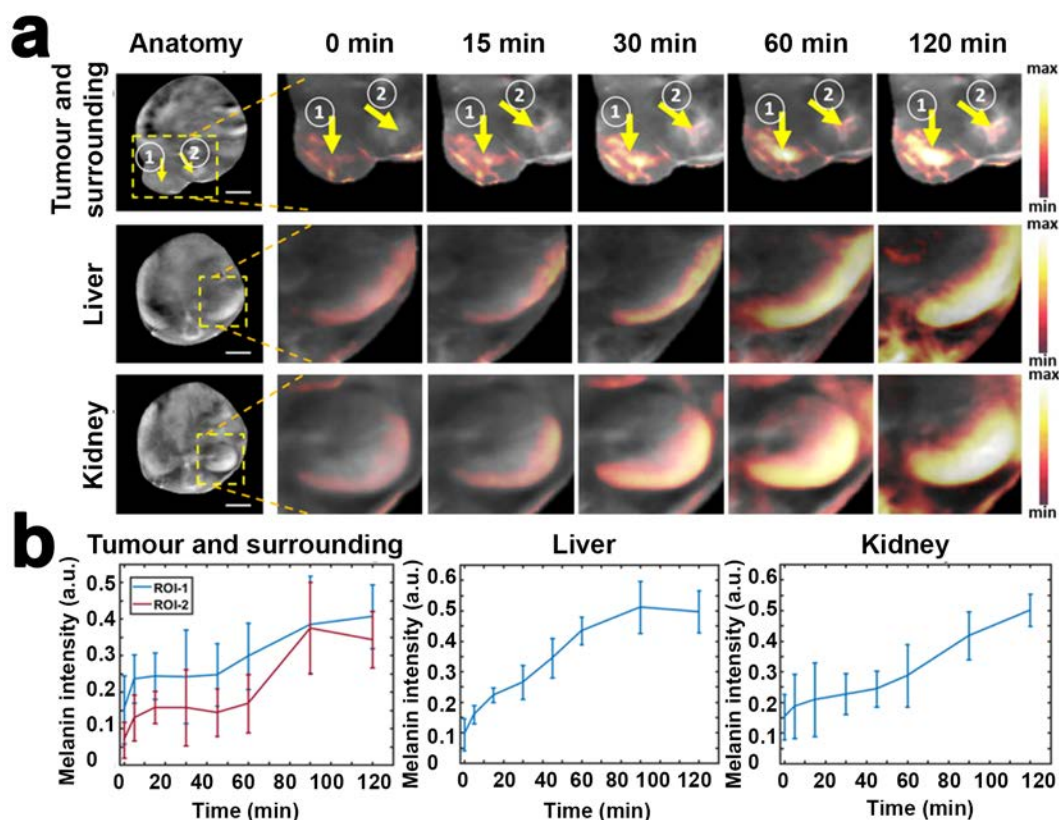 a
Anatomy 0 min 15 min 30 min 60 min 120 min
Tumour and
surrounding
1 2
1 2
1 2
1 2
1 2
1 2
max
min
Liver
max
min
Kidney
max
min
b
Tumour and surrounding
Melanin intensity (a.u.)
0.5
0.4
0.3
0.2
0.1
0
ROI-1
ROI-2
0 20 40 60 80 100 120
Time (min)
Liver
Melanin intensity (a.u.)
0.6
0.5
0.4
0.3
0.2
0.1
0
0 20 40 60 80 100 120
Time (min)
Kidney
Melanin intensity (a.u.)
0.6
0.5
0.4
0.3
0.2
0.1
0
0 20 40 60 80 100 120
Time (min)